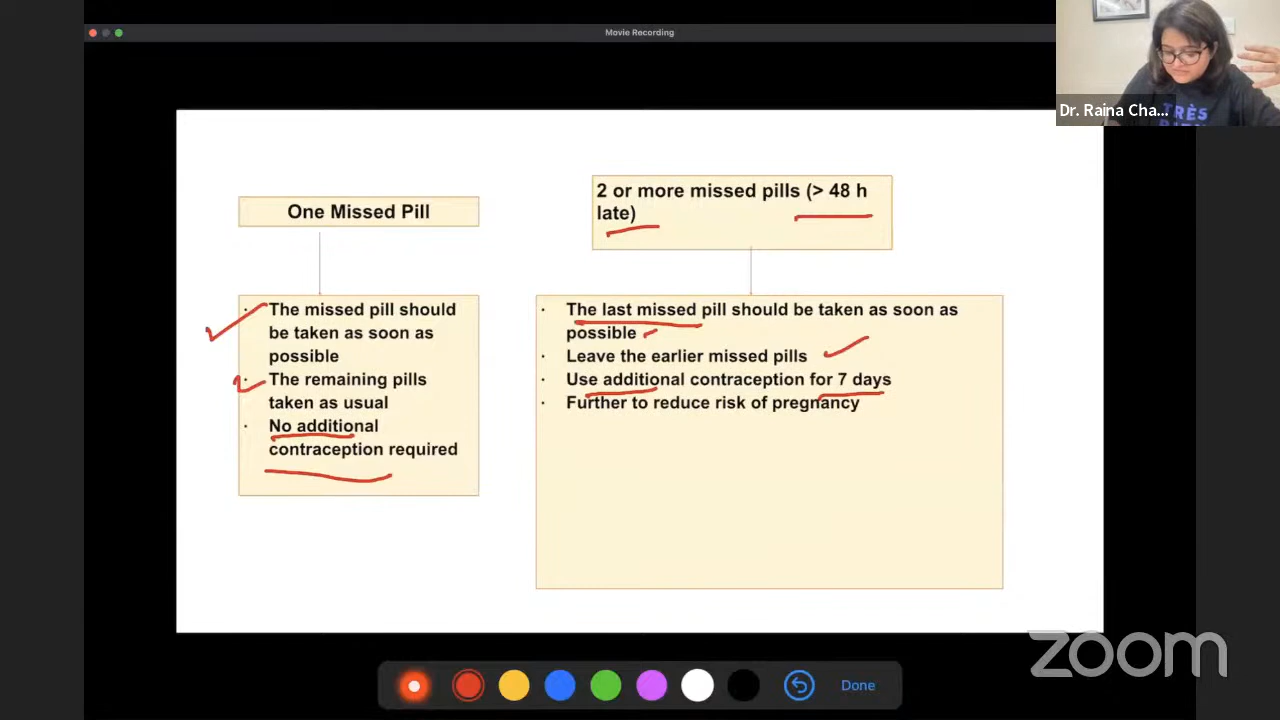 Movie Recording
Dr. Raina Cha...
TRÈS
One Missed Pill
· The missed pill should
be taken as soon as
possible
· The remaining pills
taken as usual
· No additional
contraception required
2 or more missed pills (> 48 h
late)
· The last missed pill should be taken as soon as
possible
· Leave the earlier missed pills
· Use additional contraception for 7 days
· Further to reduce risk of pregnancy
zoom
Done